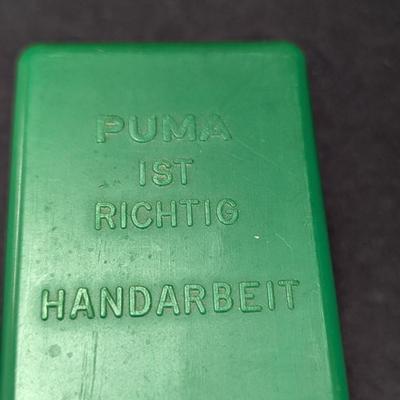 PUMA
IST
RICHTIG
HANDARBEIT